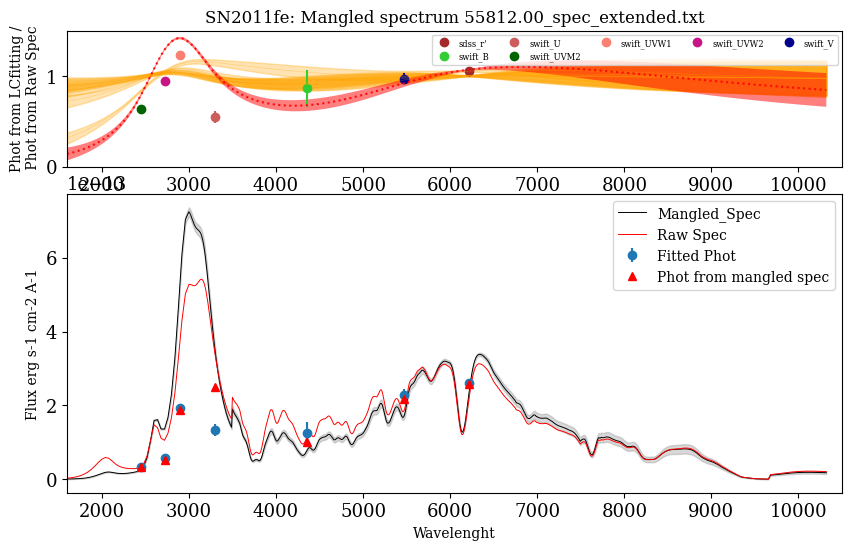 SN2011fe: Mangled spectrum 55812.00_spec_extended.txt
Phot from LCfitting /
Phot from Raw Spec
1
0
sdss_r' swift_U swift_UVW1 swift_UVW2 swift_V
swift_B swift_UVM2
2000 3000 4000 5000 6000 7000 8000 9000 10000
1e−13
Flux erg s-1 cm-2 A-1
6
4
2
0
Mangled_Spec
Raw Spec
Fitted Phot
Phot from mangled spec
2000 3000 4000 5000 6000 7000 8000 9000 10000
Wavelenght